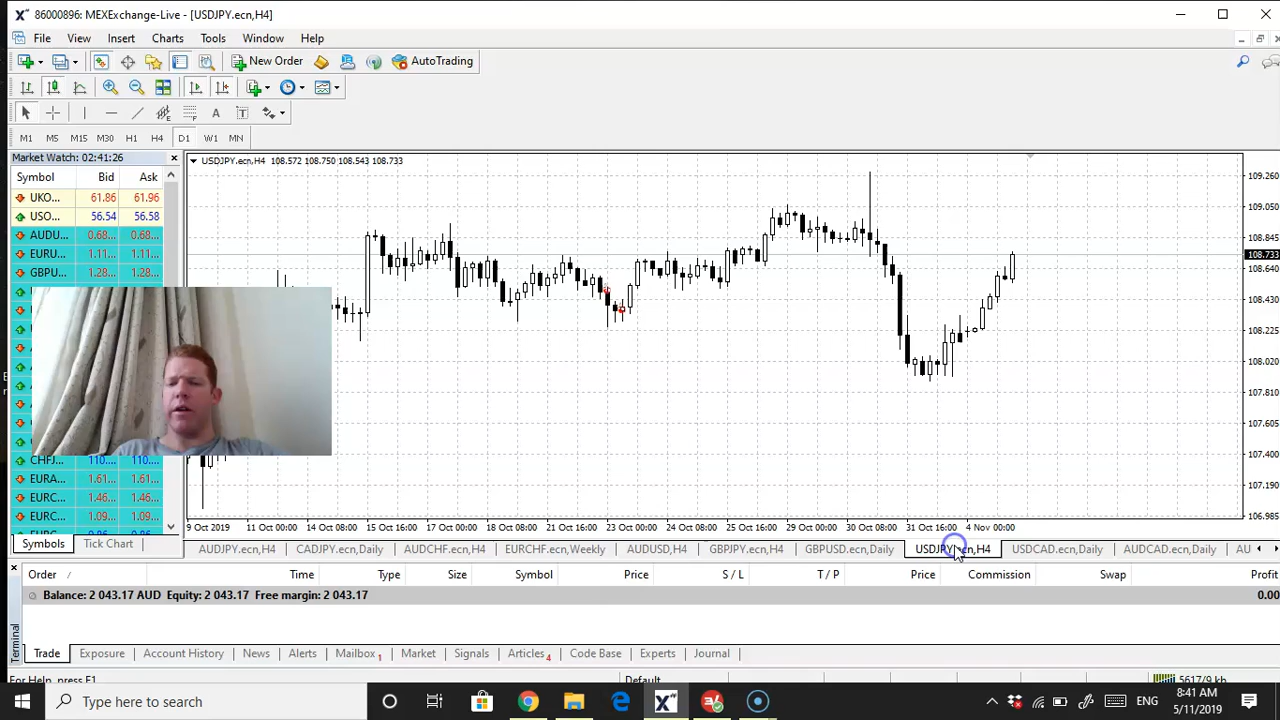 86000896: MEXExchange-Live - [USDJPY.ecn,H4]
File View Insert Charts Tools Window Help
New Order AutoTrading
A T
M1 M5 M15 M30 H1 H4 D1 W1 MN
Market Watch: 02:41:26
Symbol Bid Ask
UKO... 61.86 61.96
USO... 56.54 56.58
AUDU... 0.68... 0.68...
EURU... 1.11... 1.11...
GBPU... 1.28... 1.28...
CHFJ... 110.... 110....
EURA... 1.61... 1.61...
EURC... 1.46... 1.46...
EURC... 1.09... 1.09...
Symbols Tick Chart
USDJPY.ecn,H4 108.572 108.750 108.543 108.733
109.260
109.050
108.845
108.733
108.640
108.430
108.225
108.020
107.810
107.605
107.400
107.190
106.985
9 Oct 2019 11 Oct 00:00 14 Oct 08:00 15 Oct 16:00 17 Oct 00:00 18 Oct 08:00 21 Oct 16:00 23 Oct 00:00 24 Oct 08:00 25 Oct 16:00 29 Oct 00:00 30 Oct 08:00 31 Oct 16:00 4 Nov 00:00
AUDJPY.ecn,H4 CADJPY.ecn,Daily AUDCHF.ecn,H4 EURCHF.ecn,Weekly AUDUSD,H4 GBPJPY.ecn,H4 GBPUSD.ecn,Daily USDJPY.ecn,H4 USDCAD.ecn,Daily AUDCAD.ecn,Daily AU
Order / Time Type Size Symbol Price S / L T / P Price Commission Swap Profit
Balance: 2 043.17 AUD Equity: 2 043.17 Free margin: 2 043.17 0.00
Terminal
Trade Exposure Account History News Alerts Mailbox 1 Market Signals Articles 4 Code Base Experts Journal
For Help, press F1 Default 5617/9 kb
Type here to search
ENG
8:41 AM
5/11/2019